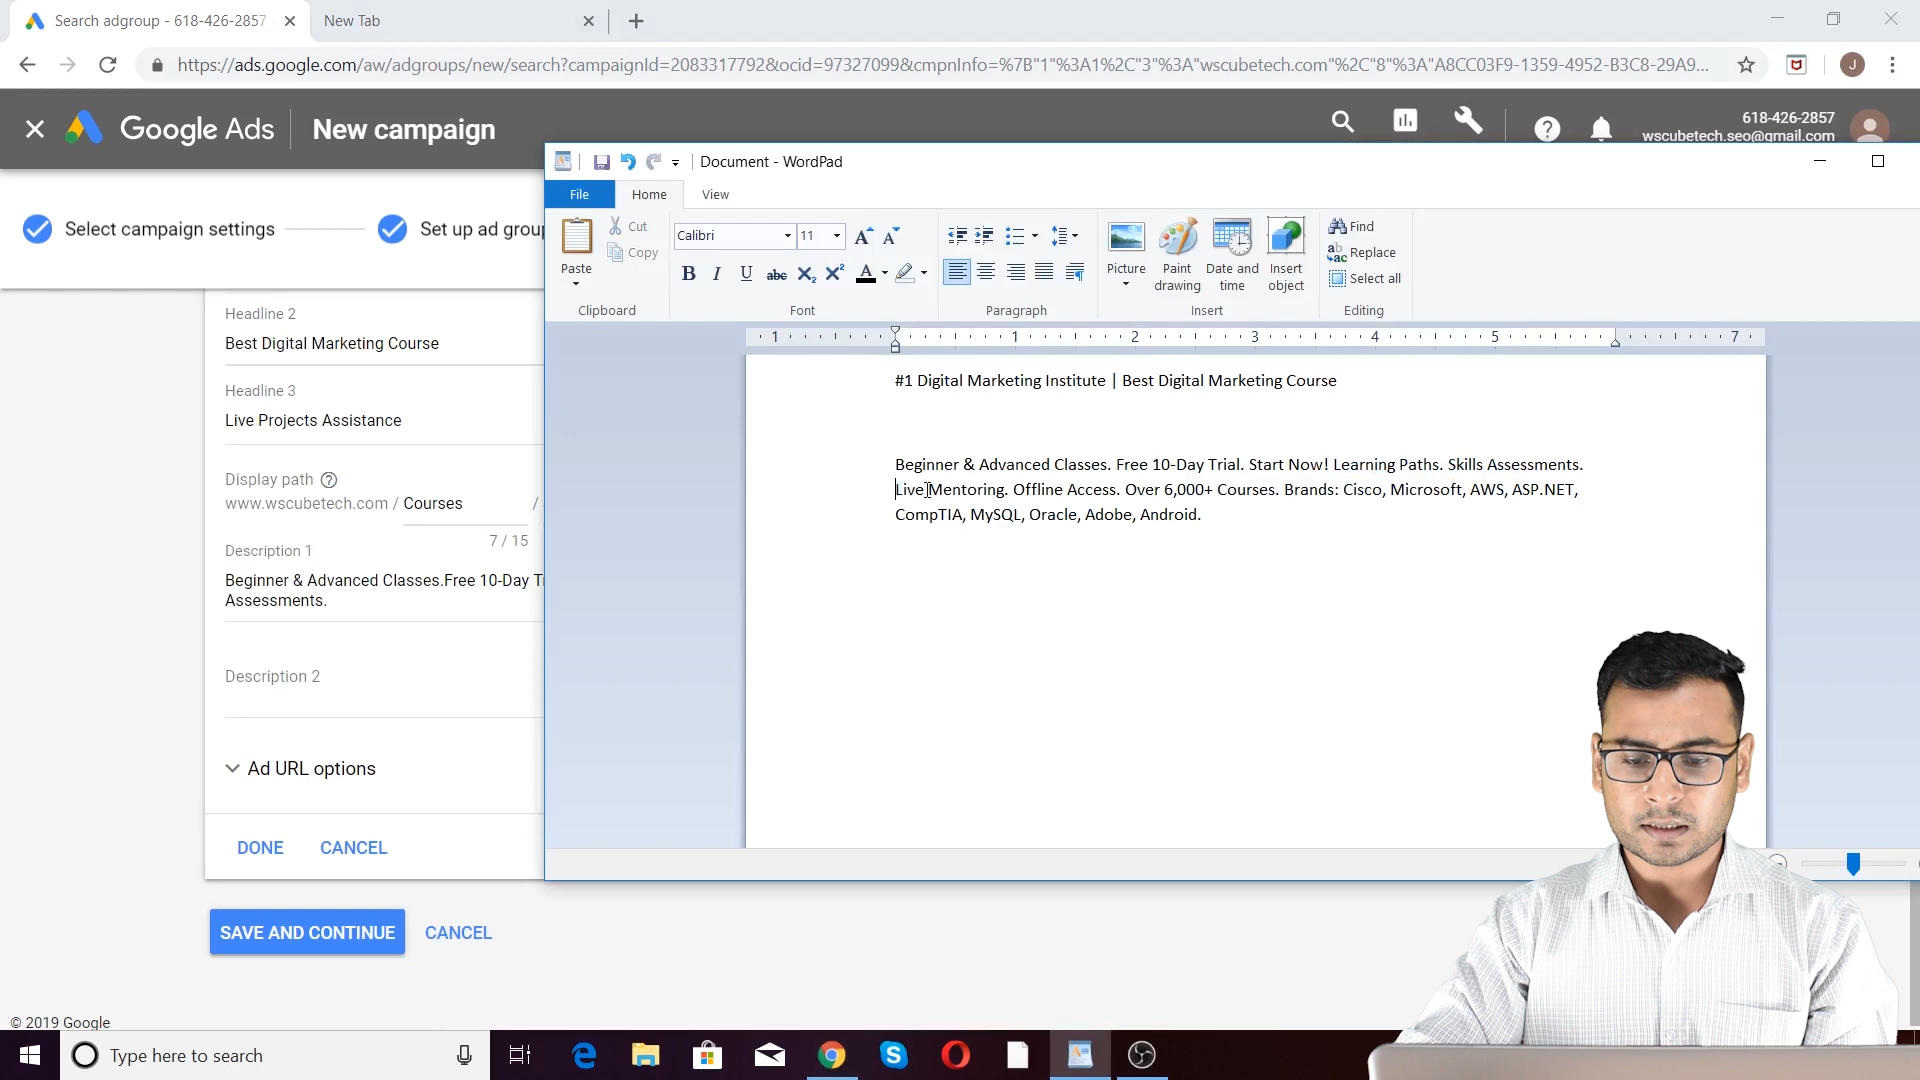 Search adgroup - 618-426-2857
New Tab
https://ads.google.com/aw/adgroups/new/search?campaignId=2083317792&ocid=97327099&cmpnInfo=%7B"1"%3A1%2C"3"%3A"wscubetech.com"%2C"8"%3A"A8CC03F9-1359-4952-B3C8-29A9...
J
Google Ads
New campaign
618-426-2857
wscubetech.seo@gmail.com
Select campaign settings
Set up ad group
Document - WordPad
File
Home
View
Paste
Cut
Copy
Clipboard
Calibri
11
Font
Paragraph
Picture
Paint drawing
Date and time
Insert object
Insert
Find
Replace
Select all
Editing
1 1 2 3 4 5 7
Headline 2
Best Digital Marketing Course
Headline 3
Live Projects Assistance
Display path
www.wscubetech.com / Courses /
7 / 15
Description 1
Beginner & Advanced Classes.Free 10-Day T
Assessments.
Description 2
Ad URL options
DONE
CANCEL
SAVE AND CONTINUE
CANCEL
© 2019 Google
#1 Digital Marketing Institute | Best Digital Marketing Course
Beginner & Advanced Classes. Free 10-Day Trial. Start Now! Learning Paths. Skills Assessments.
Live Mentoring. Offline Access. Over 6,000+ Courses. Brands: Cisco, Microsoft, AWS, ASP.NET,
CompTIA, MySQL, Oracle, Adobe, Android.
Type here to search